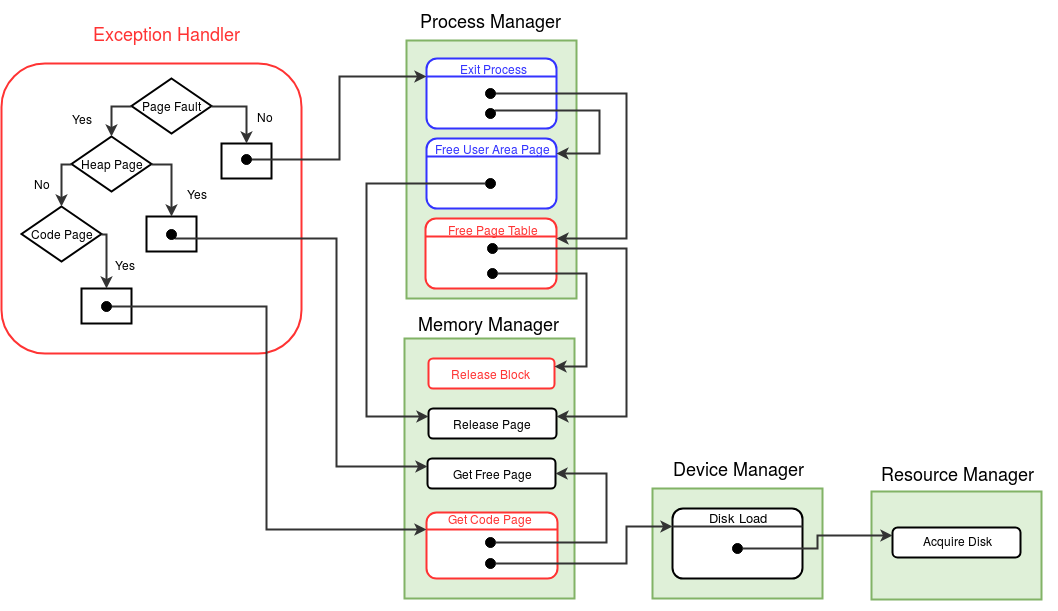 Exception Handler
Page Fault
Yes
No
Heap Page
No
Yes
Code Page
Yes
Process Manager
Exit Process
Free User Area Page
Free Page Table
Memory Manager
Release Block
Release Page
Get Free Page
Get Code Page
Device Manager
Disk Load
Resource Manager
Acquire Disk